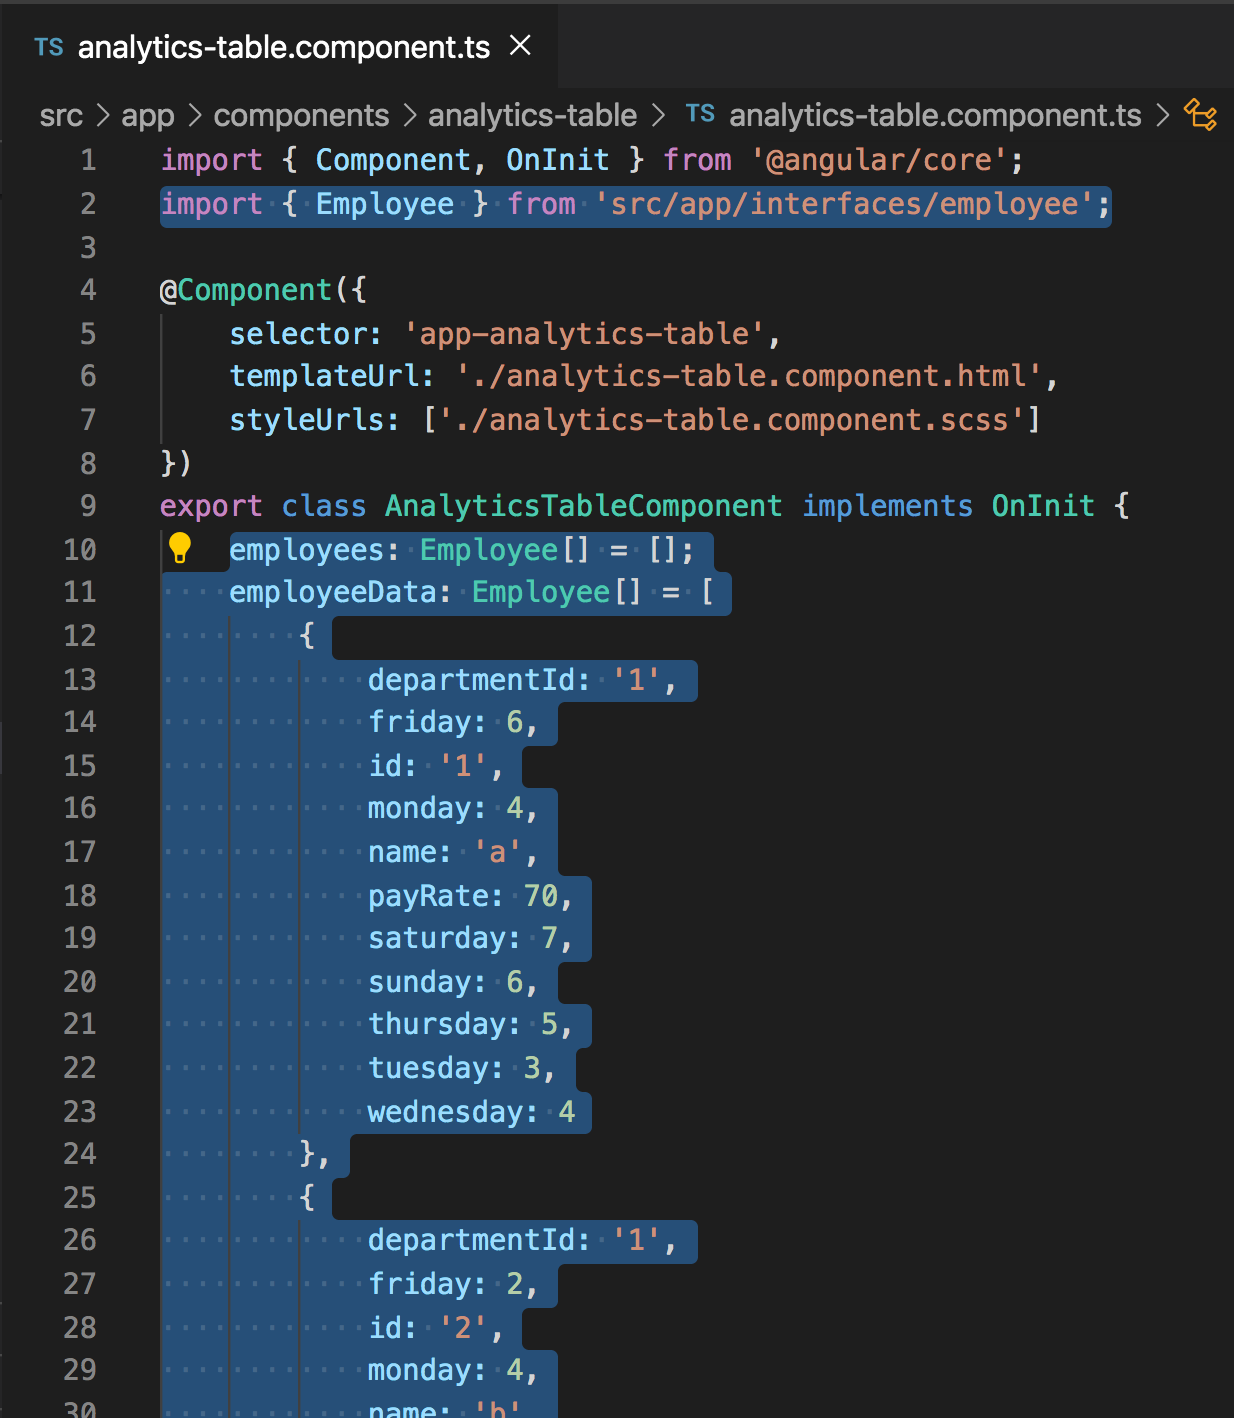 TS analytics-table.component.ts ×
src > app > components > analytics-table > TS analytics-table.component.ts >
1 import { Component, OnInit } from '@angular/core';
2 import { Employee } from 'src/app/interfaces/employee';
3
4 @Component({
5 selector: 'app-analytics-table',
6 templateUrl: './analytics-table.component.html',
7 styleUrls: ['./analytics-table.component.scss']
8 })
9 export class AnalyticsTableComponent implements OnInit {
10 employees: Employee[] = [];
11 employeeData: Employee[] = [
12 {
13 departmentId: '1',
14 friday: 6,
15 id: '1',
16 monday: 4,
17 name: 'a',
18 payRate: 70,
19 saturday: 7,
20 sunday: 6,
21 thursday: 5,
22 tuesday: 3,
23 wednesday: 4
24 },
25 {
26 departmentId: '1',
27 friday: 2,
28 id: '2',
29 monday: 4,
30 name: 'b'